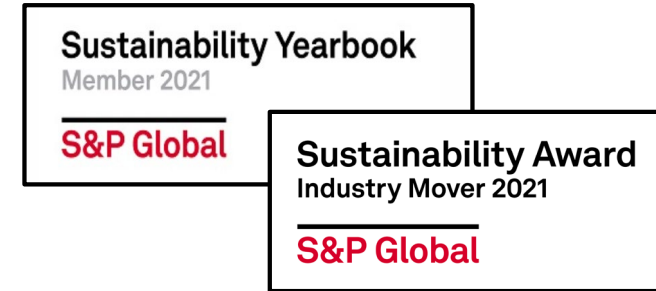 Sustainability Yearbook
Member 2021
S&P Global
Sustainability Award
Industry Mover 2021
S&P Global